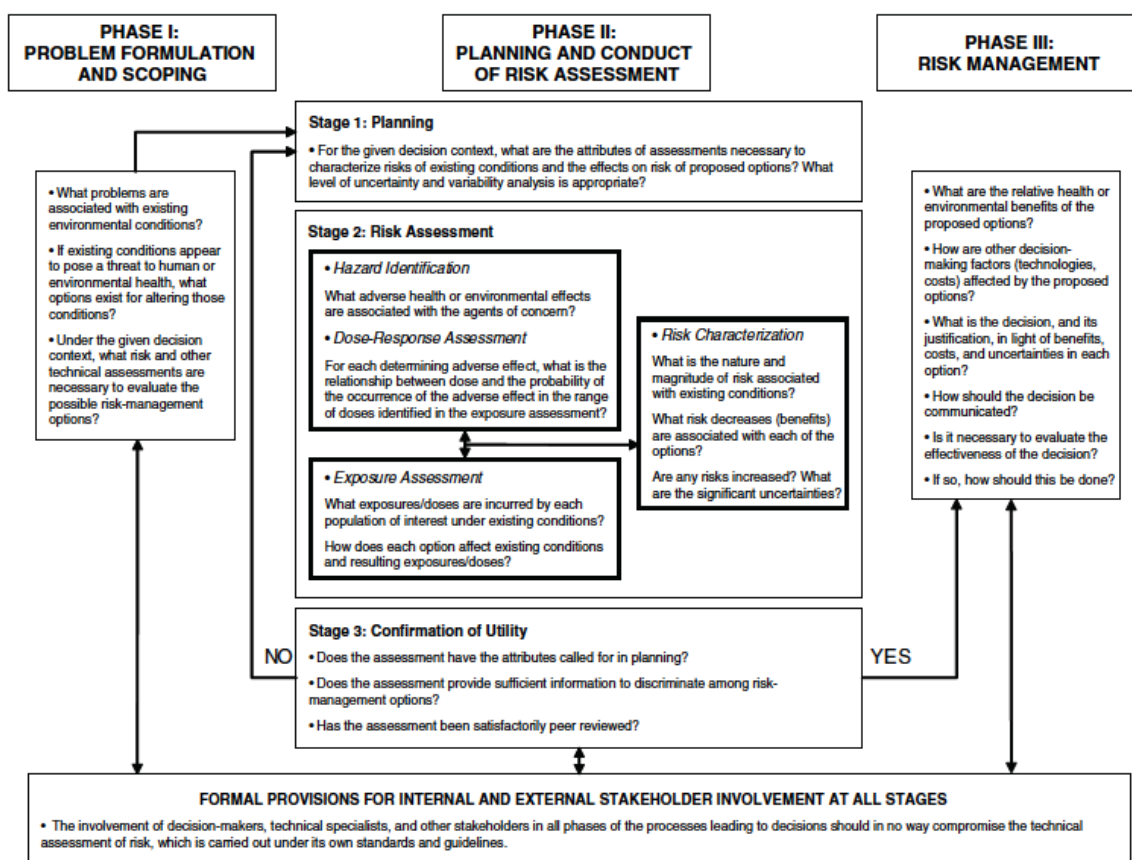 PHASE I:
PROBLEM FORMULATION
AND SCOPING
PHASE II:
PLANNING AND CONDUCT
OF RISK ASSESSMENT
PHASE III:
RISK MANAGEMENT
• What problems are
associated with existing
environmental conditions?
• If existing conditions appear
to pose a threat to human or
environmental health, what
options exist for altering those
conditions?
• Under the given decision
context, what risk and other
technical assessments are
necessary to evaluate the
possible risk-management
options?
Stage 1: Planning
• For the given decision context, what are the attributes of assessments necessary to
characterize risks of existing conditions and the effects on risk of proposed options? What
level of uncertainty and variability analysis is appropriate?
Stage 2: Risk Assessment
• Hazard Identification
What adverse health or environmental effects
are associated with the agents of concern?
• Dose-Response Assessment
For each determining adverse effect, what is the
relationship between dose and the probability of
the occurrence of the adverse effect in the range
of doses identified in the exposure assessment?
• Exposure Assessment
What exposures/doses are incurred by each
population of interest under existing conditions?
How does each option affect existing conditions
and resulting exposures/doses?
• Risk Characterization
What is the nature and
magnitude of risk associated
with existing conditions?
What risk decreases (benefits)
are associated with each of the
options?
Are any risks increased? What
are the significant uncertainties?
NO
Stage 3: Confirmation of Utility
• Does the assessment have the attributes called for in planning?
• Does the assessment provide sufficient information to discriminate among risk-
management options?
• Has the assessment been satisfactorily peer reviewed?
YES
• What are the relative health or
environmental benefits of the
proposed options?
• How are other decision-
making factors (technologies,
costs) affected by the proposed
options?
• What is the decision, and its
justification, in light of benefits,
costs, and uncertainties in each
option?
• How should the decision be
communicated?
• Is it necessary to evaluate the
effectiveness of the decision?
• If so, how should this be done?
FORMAL PROVISIONS FOR INTERNAL AND EXTERNAL STAKEHOLDER INVOLVEMENT AT ALL STAGES
• The involvement of decision-makers, technical specialists, and other stakeholders in all phases of the processes leading to decisions should in no way compromise the technical
assessment of risk, which is carried out under its own standards and guidelines.